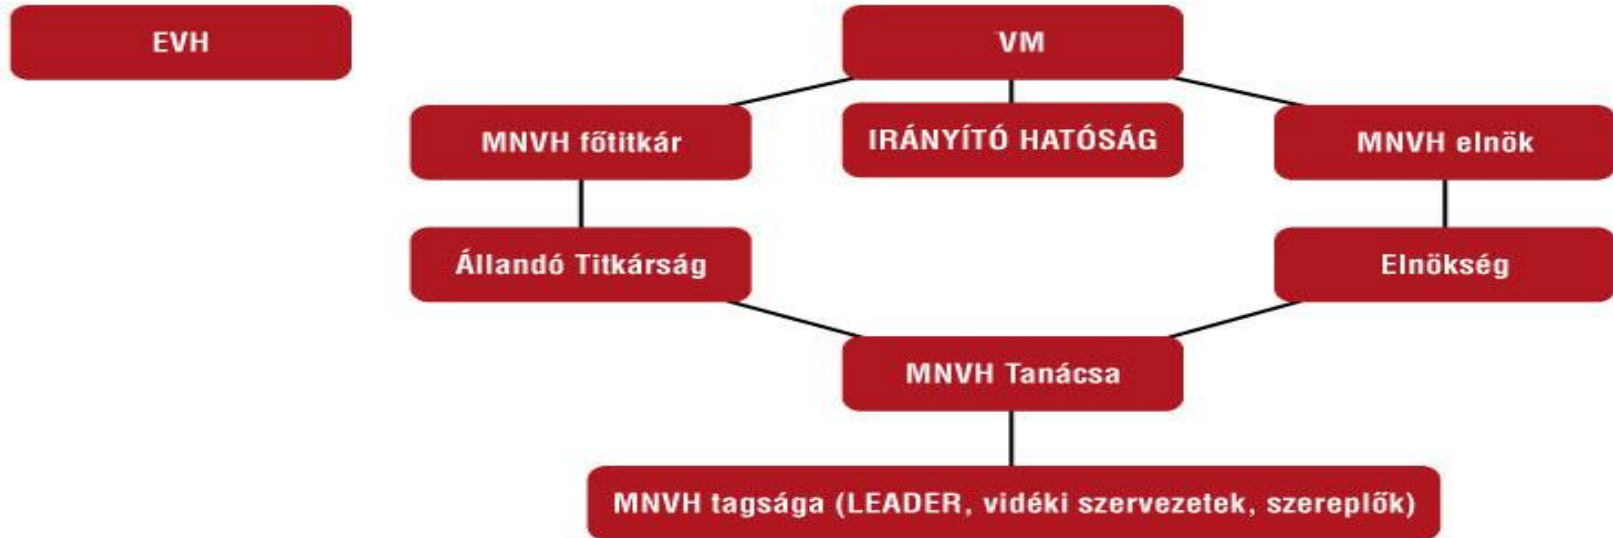 EVH
VM
MNVH főtitkár
IRÁNYÍTÓ HATÓSÁG
MNVH elnök
Állandó Titkárság
Elnökség
MNVH Tanácsa
MNVH tagsága (LEADER, vidéki szervezetek, szereplők)